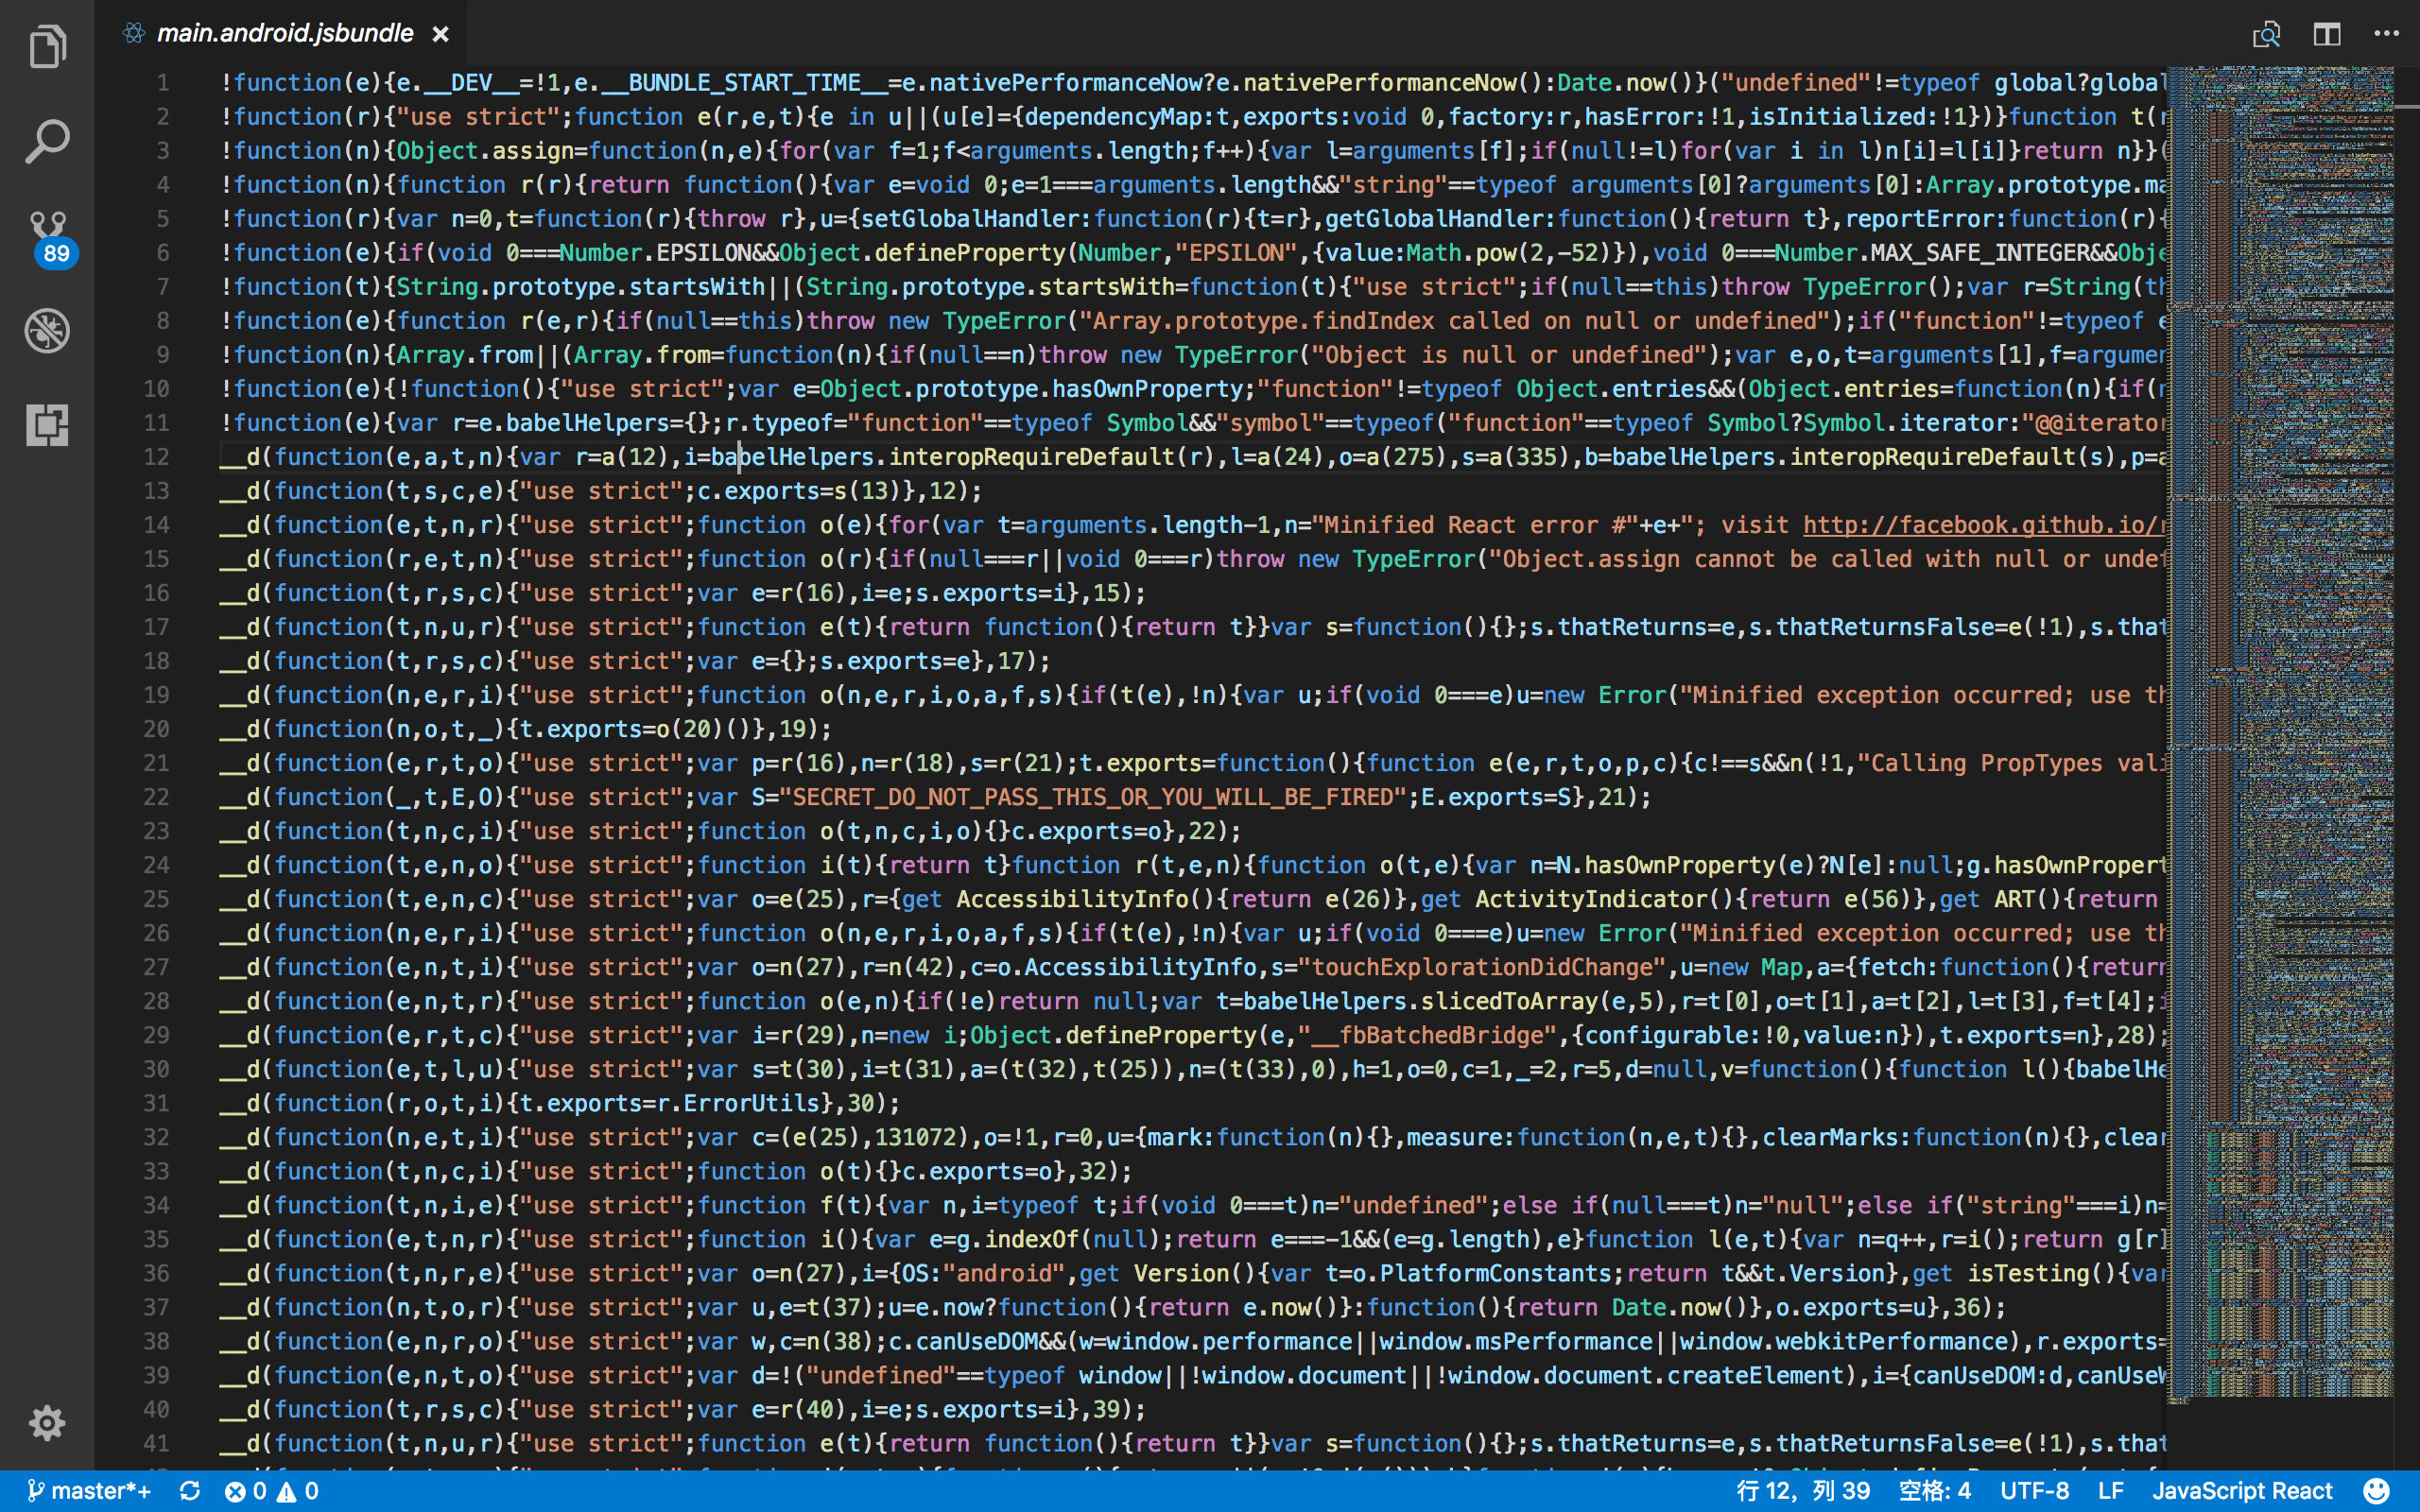 main.android.jsbundle
89
1 !function(e){e.__DEV__=!1,e.__BUNDLE_START_TIME__=e.nativePerformanceNow?e.nativePerformanceNow():Date.now()}("undefined"!=typeof global?global
2 !function(r){"use strict";function e(r,e,t){e in u||(u[e]={dependencyMap:t,exports:void 0,factory:r,hasError:!1,isInitialized:!1})}function t(
3 !function(n){Object.assign=function(n,e){for(var f=1;f<arguments.length;f++){var l=arguments[f];if(null!=l)for(var i in l)n[i]=l[i]}return n}}(
4 !function(n){function r(r){return function(){var e=void 0;e=1===arguments.length&&"string"==typeof arguments[0]?arguments[0]:Array.prototype.ma
5 !function(r){var n=0,t=function(r){throw r},u={setGlobalHandler:function(r){t=r},getGlobalHandler:function(){return t},reportError:function(r){
6 !function(e){if(void 0===Number.EPSILON&&Object.defineProperty(Number,"EPSILON",{value:Math.pow(2,-52)}),void 0===Number.MAX_SAFE_INTEGER&&Obje
7 !function(t){String.prototype.startsWith||(String.prototype.startsWith=function(t){"use strict";if(null==this)throw TypeError();var r=String(th
8 !function(e){function r(e,r){if(null==this)throw new TypeError("Array.prototype.findIndex called on null or undefined");if("function"!=typeof e
9 !function(n){Array.from||(Array.from=function(n){if(null==n)throw new TypeError("Object is null or undefined");var e,o,t=arguments[1],f=argumen
10 !function(e){!function(){"use strict";var e=Object.prototype.hasOwnProperty;"function"!=typeof Object.entries&&(Object.entries=function(n){if(
11 !function(e){var r=e.babelHelpers={};r.typeof="function"==typeof Symbol&&"symbol"==typeof("function"==typeof Symbol?Symbol.iterator:"@@iterator
12 __d(function(e,a,t,n){var r=a(12),i=babelHelpers.interopRequireDefault(r),l=a(24),o=a(275),s=a(335),b=babelHelpers.interopRequireDefault(s),p=a
13 __d(function(t,s,c,e){"use strict";c.exports=s(13)},12);
14 __d(function(e,t,n,r){"use strict";function o(e){for(var t=arguments.length-1,n="Minified React error #"+e+"; visit http://facebook.github.io/
15 __d(function(r,e,t,n){"use strict";function o(r){if(null===r||void 0===r)throw new TypeError("Object.assign cannot be called with null or undef
16 __d(function(t,r,s,c){"use strict";var e=r(16),i=e;s.exports=i},15);
17 __d(function(t,n,u,r){"use strict";function e(t){return function(){return t}}var s=function(){};s.thatReturns=e,s.thatReturnsFalse=e(!1),s.that
18 __d(function(t,r,s,c){"use strict";var e={};s.exports=e},17);
19 __d(function(n,e,r,i){"use strict";function o(n,e,r,i,o,a,f,s){if(t(e),!n){var u;if(void 0===e)u=new Error("Minified exception occurred; use th
20 __d(function(n,o,t,_){t.exports=o(20)()},19);
21 __d(function(e,r,t,o){"use strict";var p=r(16),n=r(18),s=r(21);t.exports=function(){function e(e,r,t,o,p,c){c!==s&&n(!1,"Calling PropTypes vali
22 __d(function(_,t,E,O){"use strict";var S="SECRET_DO_NOT_PASS_THIS_OR_YOU_WILL_BE_FIRED";E.exports=S},21);
23 __d(function(t,n,c,i){"use strict";function o(t,n,c,i,o){}c.exports=o},22);
24 __d(function(t,e,n,o){"use strict";function i(t){return t}function r(t,e,n){function o(t,e){var n=N.hasOwnProperty(e)?N[e]:null;g.hasOwnPropert
25 __d(function(t,e,n,c){"use strict";var o=e(25),r={get AccessibilityInfo(){return e(26)},get ActivityIndicator(){return e(56)},get ART(){return
26 __d(function(n,e,r,i){"use strict";function o(n,e,r,i,o,a,f,s){if(t(e),!n){var u;if(void 0===e)u=new Error("Minified exception occurred; use th
27 __d(function(e,n,t,i){"use strict";var o=n(27),r=n(42),c=o.AccessibilityInfo,s="touchExplorationDidChange",u=new Map,a={fetch:function(){return
28 __d(function(e,n,t,r){"use strict";function o(e,n){if(!e)return null;var t=babelHelpers.slicedToArray(e,5),r=t[0],o=t[1],a=t[2],l=t[3],f=t[4];i
29 __d(function(e,r,t,c){"use strict";var i=r(29),n=new i;Object.defineProperty(e,"__fbBatchedBridge",{configurable:!0,value:n}),t.exports=n},28);
30 __d(function(e,t,l,u){"use strict";var s=t(30),i=t(31),a=(t(32),t(25)),n=(t(33),0),h=1,o=0,c=1,_=2,r=5,d=null,v=function(){function l(){babelHe
31 __d(function(r,o,t,i){t.exports=r.ErrorUtils},30);
32 __d(function(n,e,t,i){"use strict";var c=(e(25),131072),o=!1,r=0,u={mark:function(n){},measure:function(n,e,t){},clearMarks:function(n){},clear
33 __d(function(t,n,c,i){"use strict";function o(t){}c.exports=o},32);
34 __d(function(t,n,i,e){"use strict";function f(t){var n,i=typeof t;if(void 0===t)n="undefined";else if(null===t)n="null";else if("string"===i)n=
35 __d(function(e,t,n,r){"use strict";function i(){var e=g.indexOf(null);return e===-1&&(e=g.length),e}function l(e,t){var n=q++,r=i();return g[r]
36 __d(function(t,n,r,e){"use strict";var o=n(27),i={OS:"android",get Version(){var t=o.PlatformConstants;return t&&t.Version},get isTesting(){var
37 __d(function(n,t,o,r){"use strict";var u,e=t(37);u=e.now?function(){return e.now()}:function(){return Date.now()},o.exports=u},36);
38 __d(function(e,n,r,o){"use strict";var w,c=n(38);c.canUseDOM&&(w=window.performance||window.msPerformance||window.webkitPerformance),r.exports=
39 __d(function(e,n,t,o){"use strict";var d=!("undefined"==typeof window||!window.document||!window.document.createElement),i={canUseDOM:d,canUseW
40 __d(function(t,r,s,c){"use strict";var e=r(40),i=e;s.exports=i},39);
41 __d(function(t,n,u,r){"use strict";function e(t){return function(){return t}}var s=function(){};s.thatReturns=e,s.thatReturnsFalse=e(!1),s.that
master*+ 0 0 行 12，列 39 空格: 4 UTF-8 LF JavaScript React